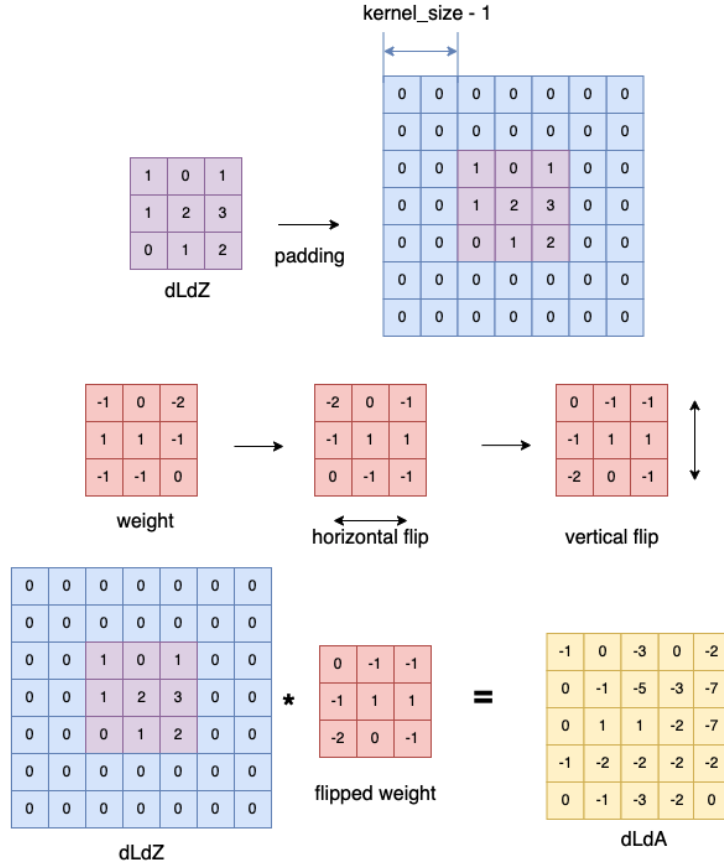 kernel_size - 1
0 0 0 0 0 0 0
0 0 0 0 0 0 0
1 0 1
0 0 1 0 1 0 0
1 2 3
0 0 1 2 3 0 0
0 1 2
0 0 0 1 2 0 0
padding
dLdZ
0 0 0 0 0 0 0
0 0 0 0 0 0 0
-1 0 -2
1 1 -1
-1 -1 0
weight
-2 0 -1
-1 1 1
0 -1 -1
horizontal flip
0 -1 -1
-1 1 1
-2 0 -1
vertical flip
0 0 0 0 0 0 0
0 0 0 0 0 0 0
0 0 1 0 1 0 0
0 0 1 2 3 0 0
0 0 0 1 2 0 0
0 0 0 0 0 0 0
0 0 0 0 0 0 0
dLdZ
*
0 -1 -1
-1 1 1
-2 0 -1
flipped weight
=
-1 0 -3 0 -2
0 -1 -5 -3 -7
0 1 1 -2 -7
-1 -2 -2 -2 -2
0 -1 -3 -2 0
dLdA